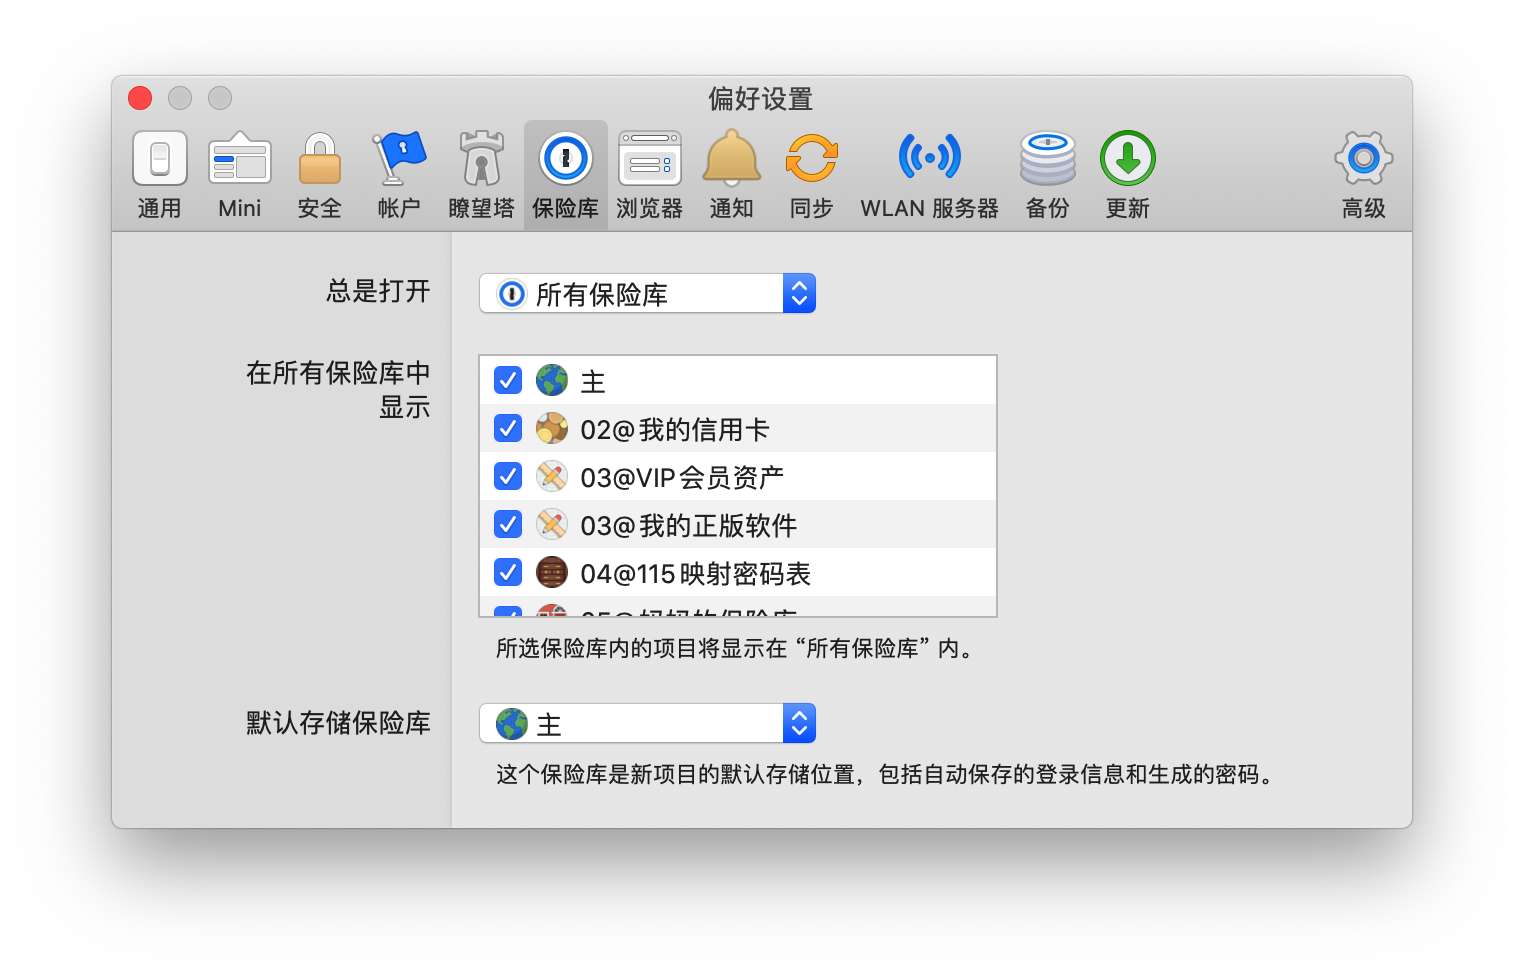 偏好设置
通用 Mini 安全 帐户 瞭望塔 保险库 浏览器 通知 同步 WLAN 服务器 备份 更新 高级
总是打开 所有保险库
在所有保险库中
显示
主
02@我的信用卡
03@VIP会员资产
03@我的正版软件
04@115映射密码表
05@妈妈的保险库
所选保险库内的项目将显示在 “所有保险库” 内。
默认存储保险库 主
这个保险库是新项目的默认存储位置，包括自动保存的登录信息和生成的密码。